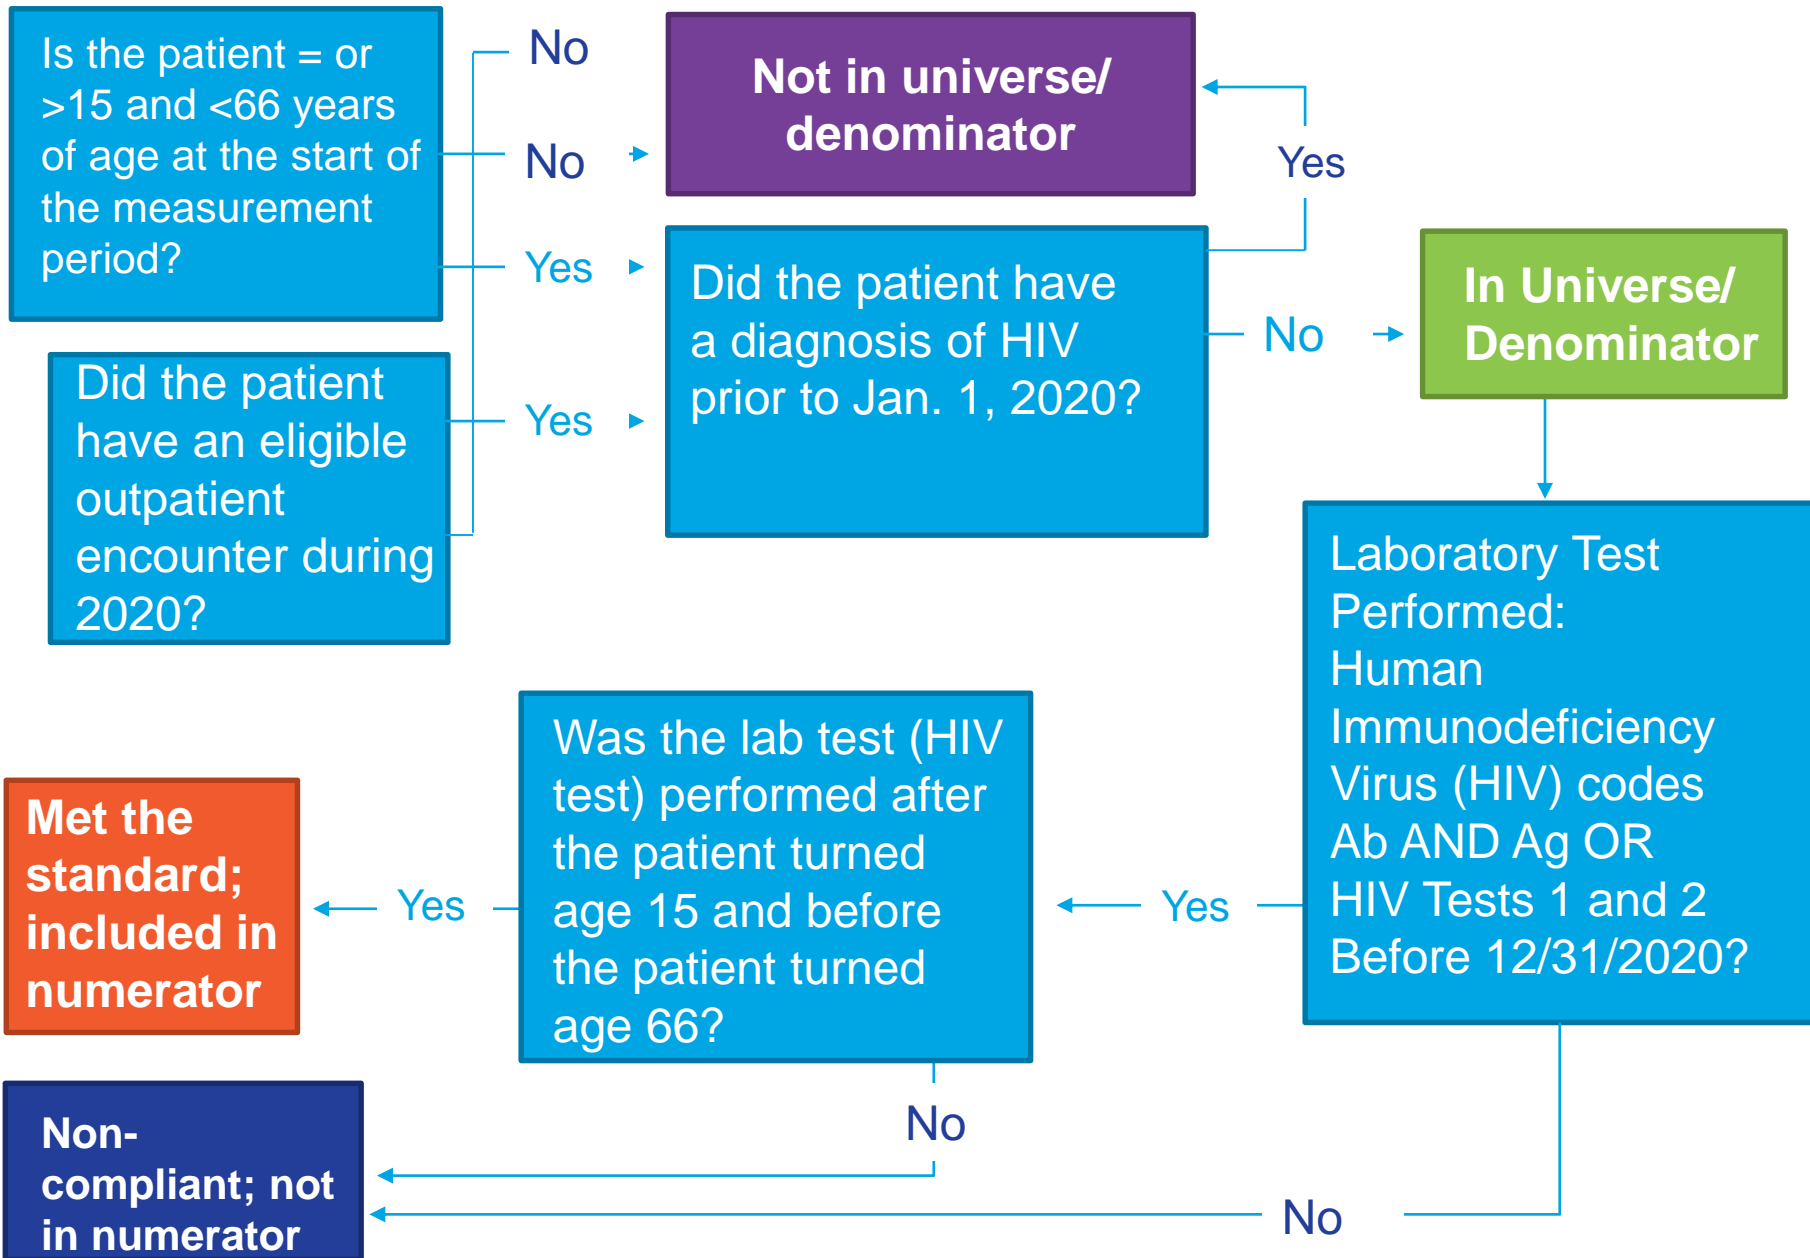 Is the patient = or
>15 and <66 years
of age at the start of
the measurement
period?
No
No
Yes
Not in universe/
denominator
Yes
Did the patient have
an eligible
outpatient
encounter during
2020?
Yes
Did the patient have
a diagnosis of HIV
prior to Jan. 1, 2020?
No
In Universe/
Denominator
Laboratory Test
Performed:
Human
Immunodeficiency
Virus (HIV) codes
Ab AND Ag OR
HIV Tests 1 and 2
Before 12/31/2020?
Yes
Was the lab test (HIV
test) performed after
the patient turned
age 15 and before
the patient turned
age 66?
Yes
Met the
standard;
included in
numerator
No
No
Non-
compliant; not
in numerator